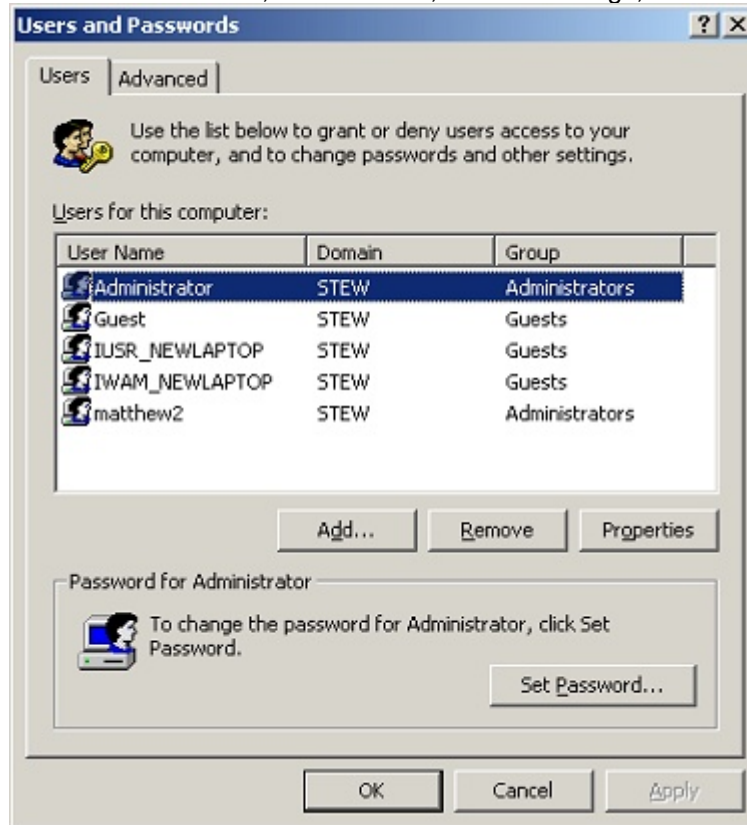 Users and Passwords
Users
Advanced
Use the list below to grant or deny users access to your
computer, and to change passwords and other settings.
Users for this computer:
User Name Domain Group
Administrator STEW Administrators
Guest STEW Guests
IUSR_NEWLAPTOP STEW Guests
IWAM_NEWLAPTOP STEW Guests
matthew2 STEW Administrators
Add... Remove Properties
Password for Administrator
To change the password for Administrator, click Set
Password.
Set Password...
OK Cancel Apply